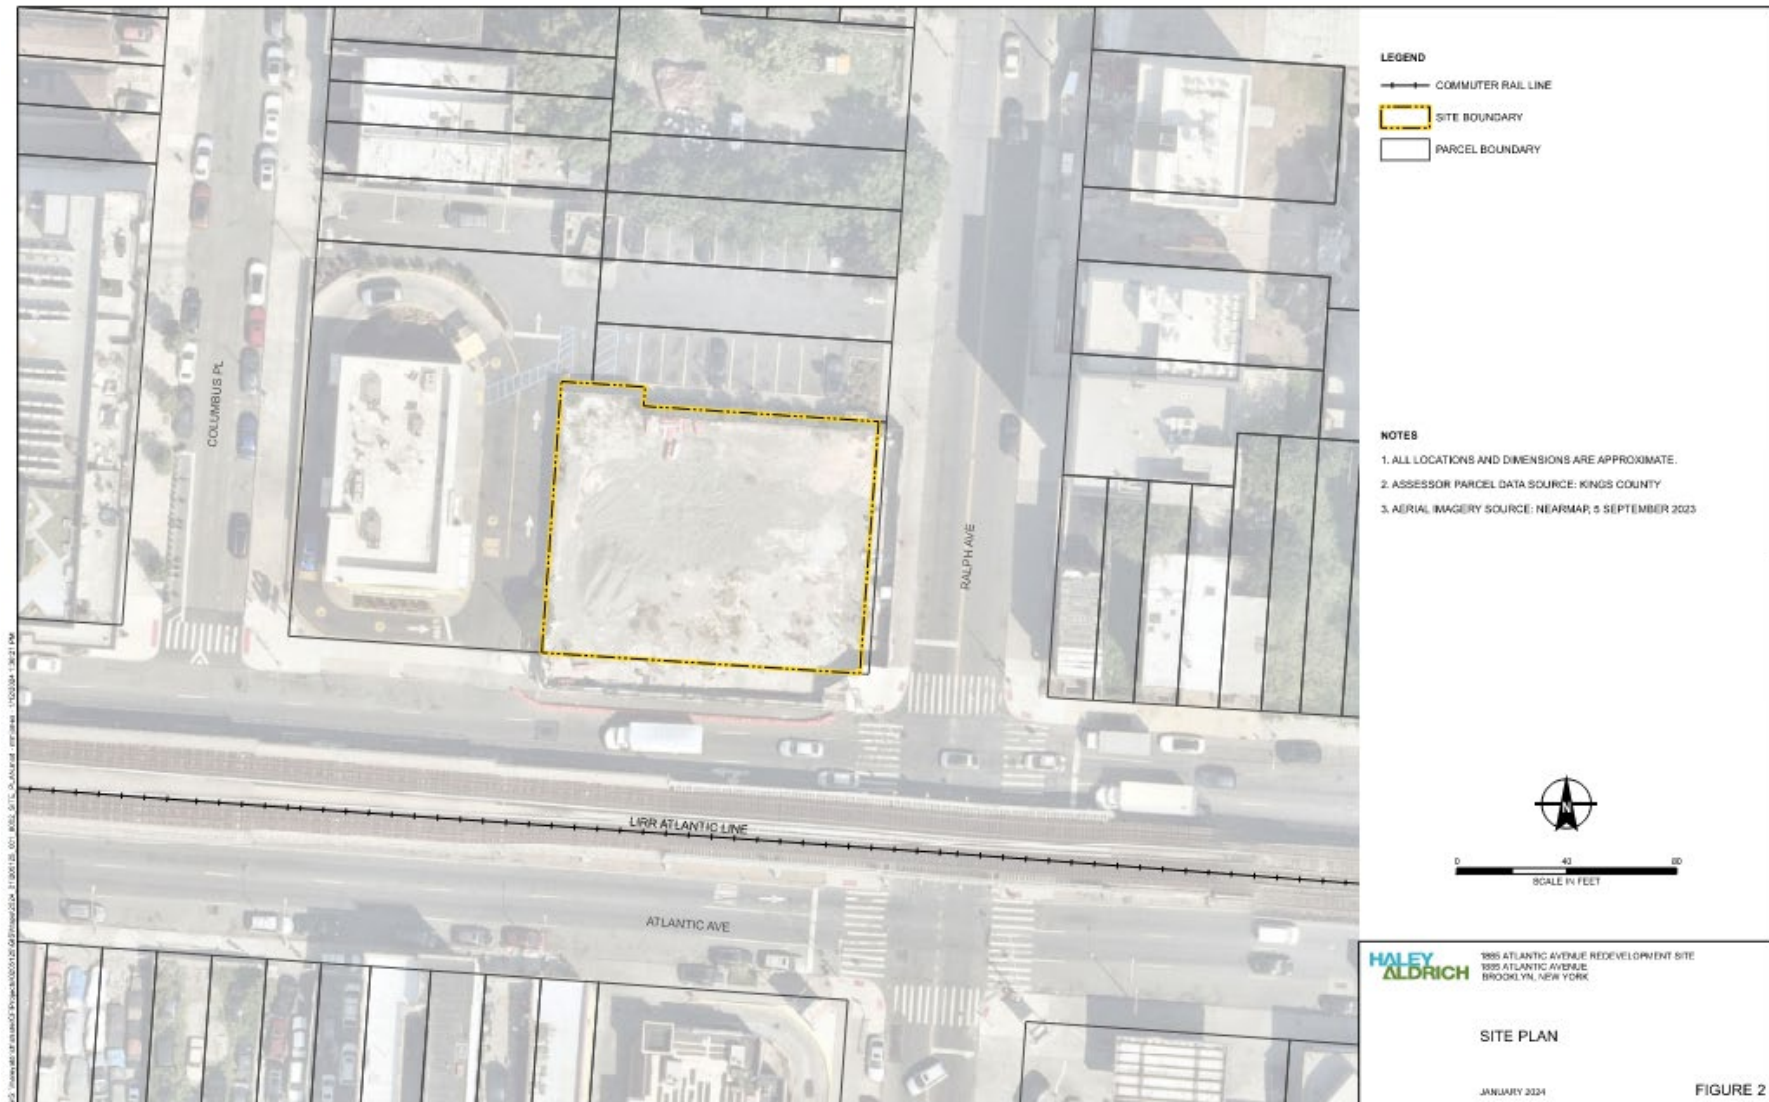 LEGEND
COMMUTER RAIL LINE
SITE BOUNDARY
PARCEL BOUNDARY
COLUMBUS PL
RALPH AVE
LIRR ATLANTIC LINE
ATLANTIC AVE
NOTES
1. ALL LOCATIONS AND DIMENSIONS ARE APPROXIMATE.
2. ASSESSOR PARCEL DATA SOURCE: KINGS COUNTY
3. AERIAL IMAGERY SOURCE: NEARMAP, 5 SEPTEMBER 2023
N
0 40 80
SCALE IN FEET
HALEY
ALDRICH
1885 ATLANTIC AVENUE REDEVELOPMENT SITE
1885 ATLANTIC AVENUE
BROOKLYN, NEW YORK
SITE PLAN
JANUARY 2024
FIGURE 2